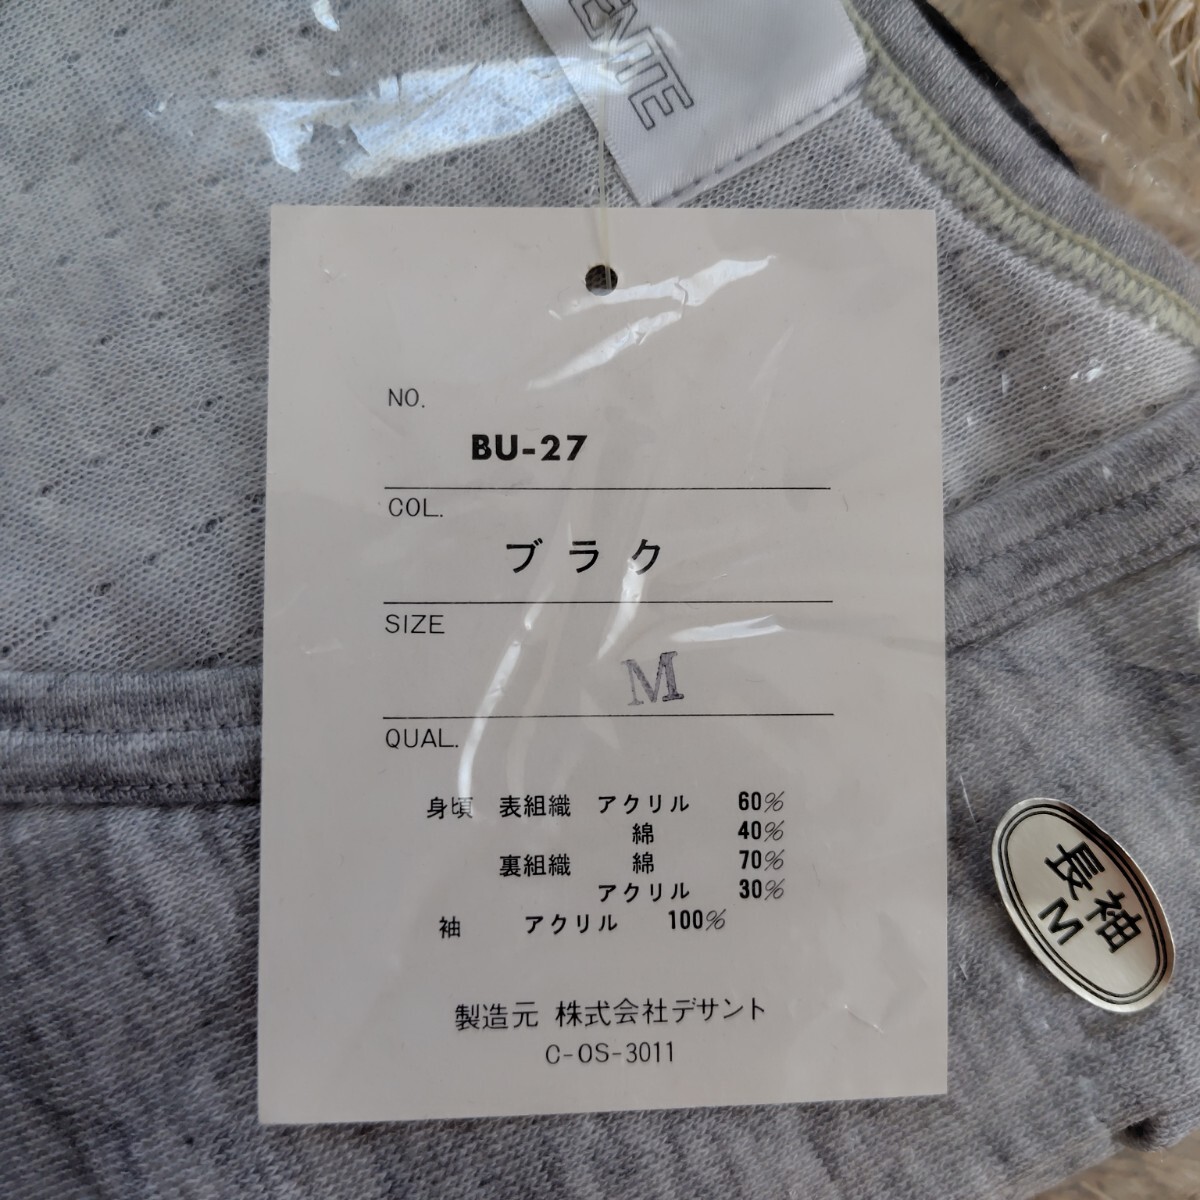 NO.
BU-27
COL.
ブラク
SIZE
M
QUAL.
身頃 表組織 アクリル 60%
綿 40%
裏組織 綿 70%
アクリル 30%
袖 アクリル 100%
製造元 株式会社デサント
C-OS-3011
長袖
M